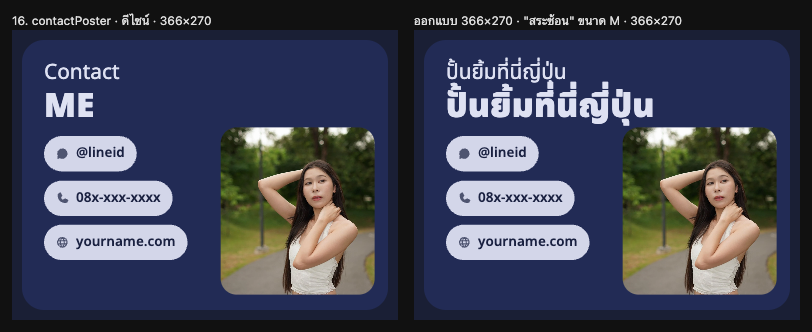 16. contactPoster · ดีไซน์ · 366×270
Contact
ME
@lineid
08x-xxx-xxxx
yourname.com
ออกแบบ 366×270 · "สระซ้อน" ขนาด M · 366×270
ปั้นยิ้มที่นี่ญี่ปุ่น
ปั้นยิ้มที่นี่ญี่ปุ่น
@lineid
08x-xxx-xxxx
yourname.com